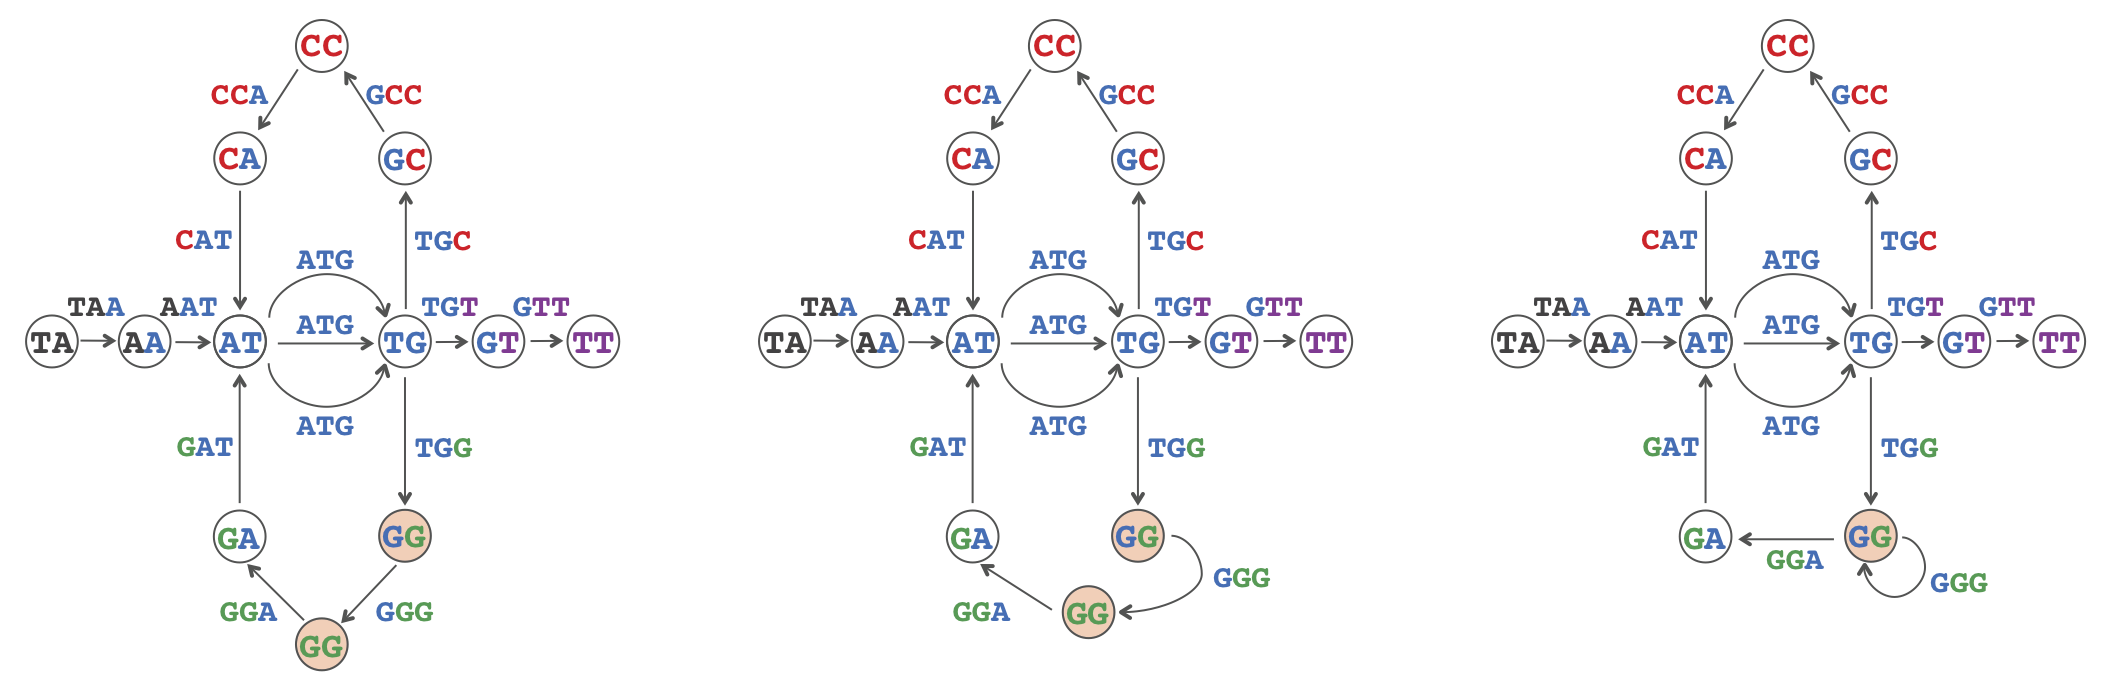 CC
CCA GCC
CA GC
CAT TGC
ATG
TAA AAT TGT GTT
ATG
TA AA AT TG GT TT
ATG
GAT TGG
GA GG
GGA GGG
GG
CC
CCA GCC
CA GC
CAT TGC
ATG
TAA AAT TGT GTT
ATG
TA AA AT TG GT TT
ATG
GAT TGG
GA GG
GGG
GGA GG
CC
CCA GCC
CA GC
CAT TGC
ATG
TAA AAT TGT GTT
ATG
TA AA AT TG GT TT
ATG
GAT TGG
GA GG
GGA GGG